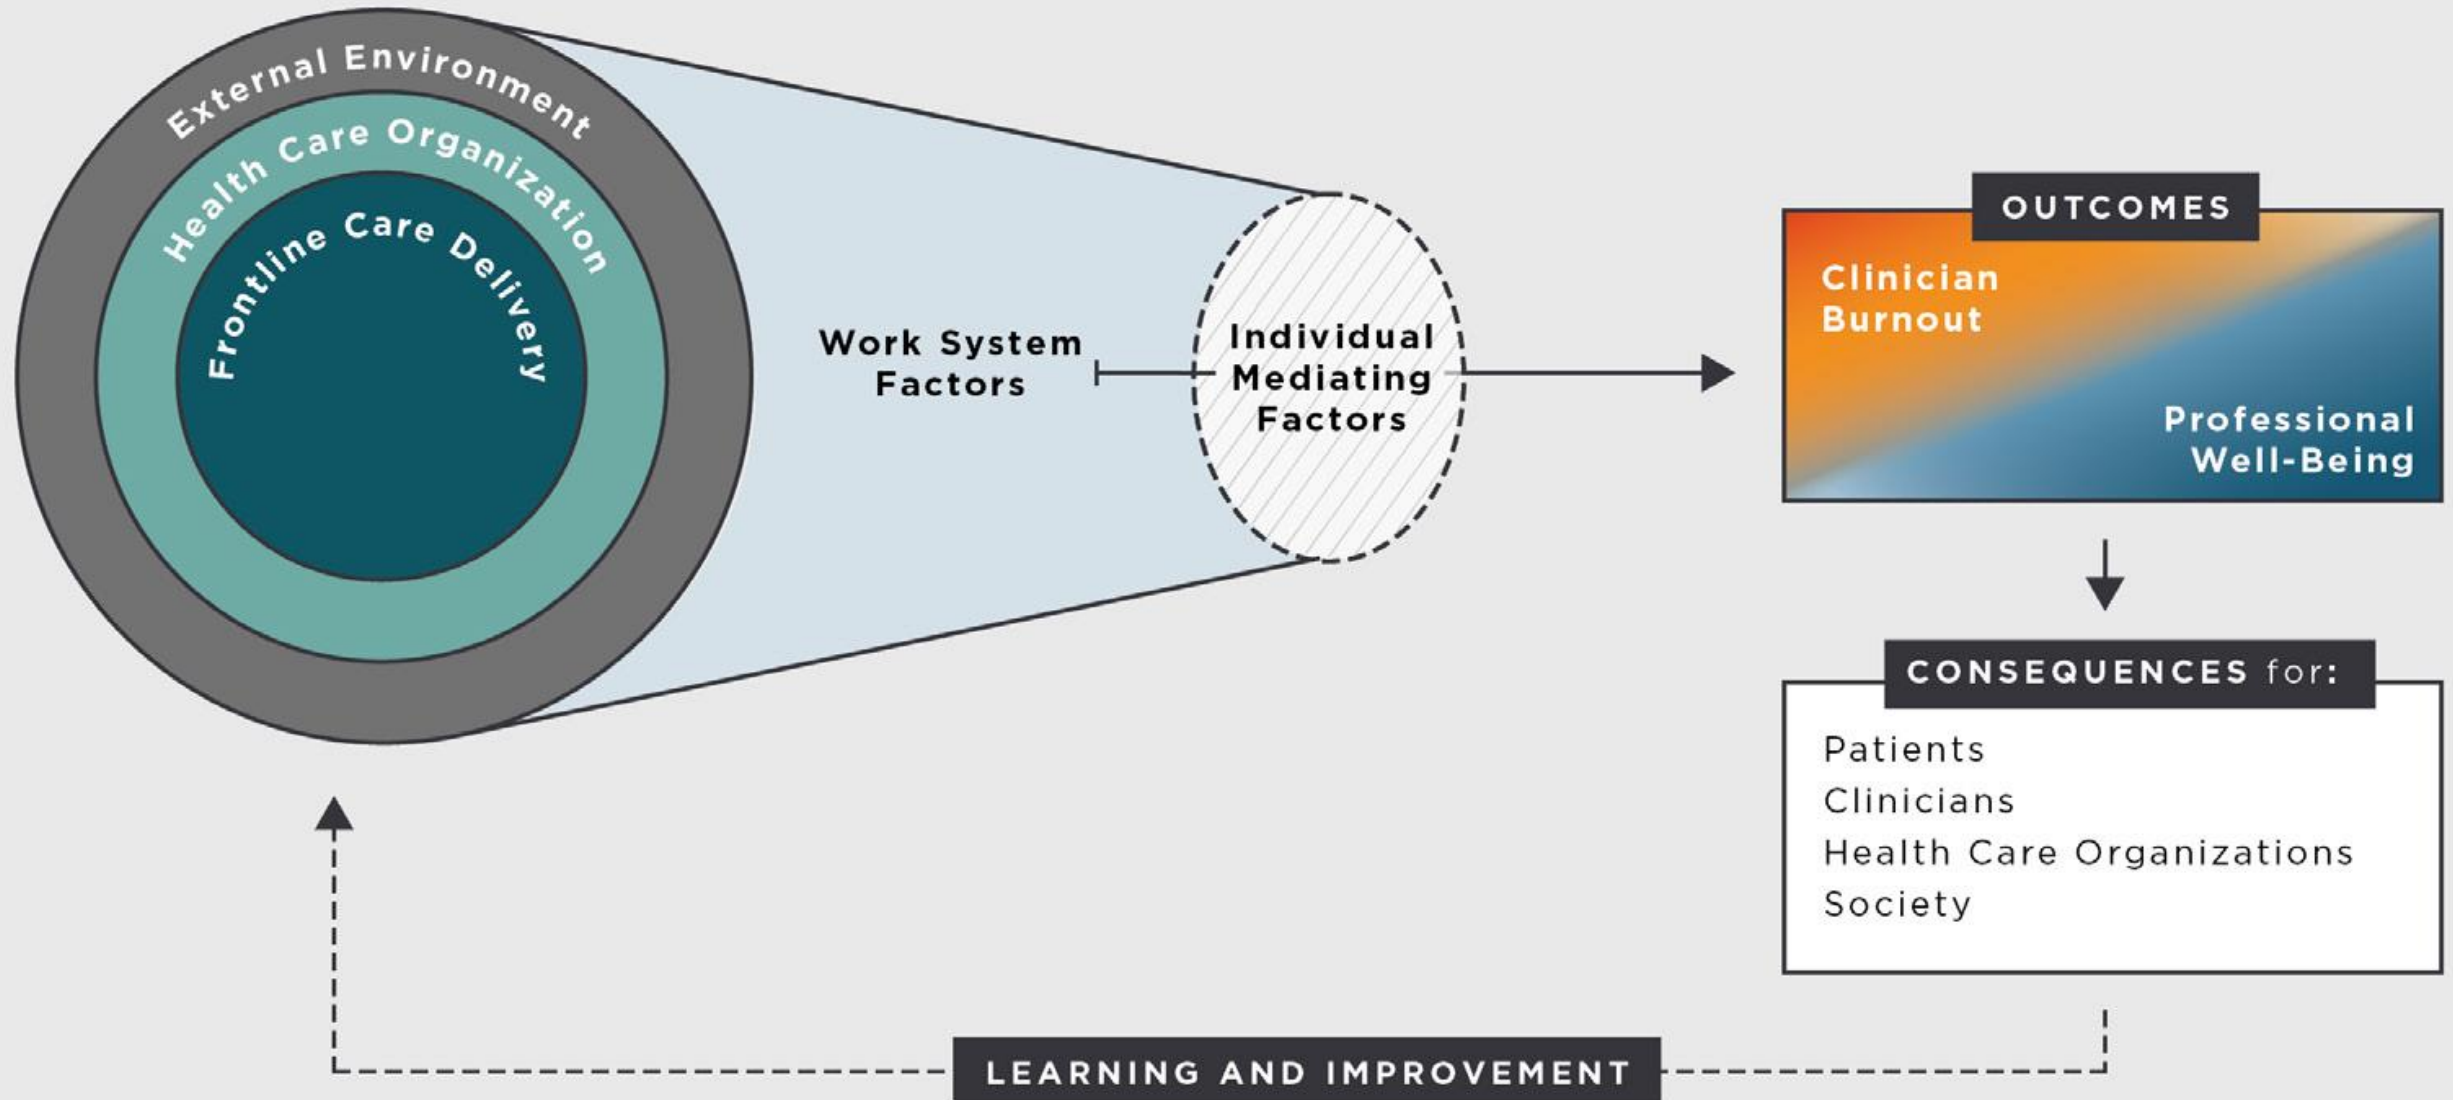 External Environment
Health Care Organization
Frontline Care Delivery
Work System
Factors
Individual
Mediating
Factors
OUTCOMES
Clinician
Burnout
Professional
Well-Being
CONSEQUENCES for:
Patients
Clinicians
Health Care Organizations
Society
LEARNING AND IMPROVEMENT